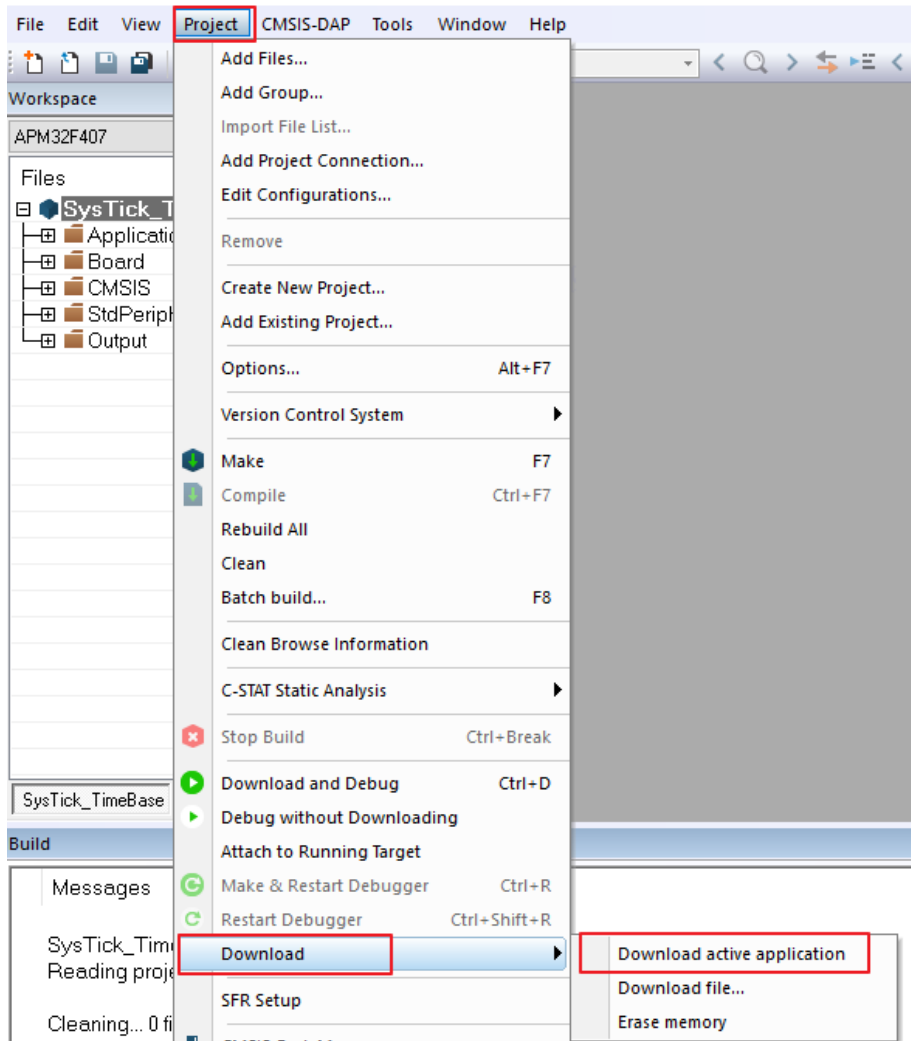 File Edit View Project CMSIS-DAP Tools Window Help
Workspace
APM32F407
Files
SysTick_T
Applicatio
Board
CMSIS
StdPeriph
Output
SysTick_TimeBase
Add Files...
Add Group...
Import File List...
Add Project Connection...
Edit Configurations...
Remove
Create New Project...
Add Existing Project...
Options... Alt+F7
Version Control System
Make F7
Compile Ctrl+F7
Rebuild All
Clean
Batch build... F8
Clean Browse Information
C-STAT Static Analysis
Stop Build Ctrl+Break
Download and Debug Ctrl+D
Debug without Downloading
Attach to Running Target
Make & Restart Debugger Ctrl+R
Restart Debugger Ctrl+Shift+R
Download
SFR Setup
Download active application
Download file...
Erase memory
Build
Messages
SysTick_Time
Reading proje
Cleaning... 0 fi